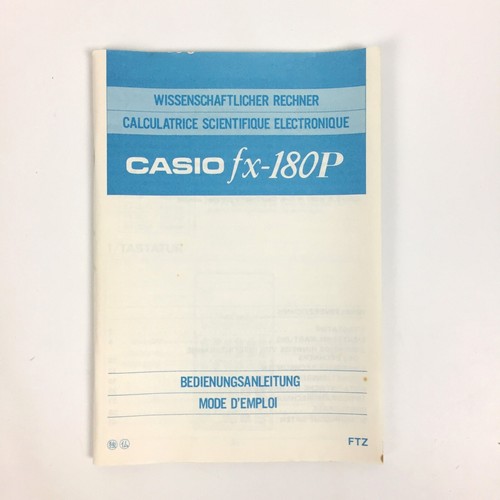 WISSENSCHAFTLICHER RECHNER
CALCULATRICE SCIENTIFIQUE ELECTRONIQUE
CASIO fx-180P
BEDIENUNGSANLEITUNG
MODE D'EMPLOI
FTZ